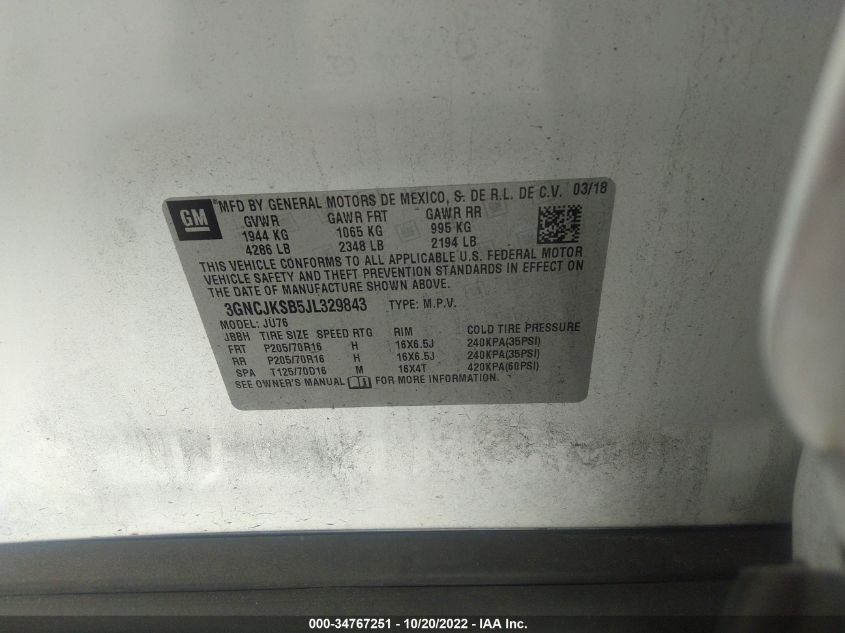 GM
®MFD BY GENERAL MOTORS DE MEXICO, S. DE R.L. DE C.V. 03/18
GVWR GAWR FRT GAWR RR
1944 KG 1065 KG 995 KG
4286 LB 2348 LB 2194 LB
THIS VEHICLE CONFORMS TO ALL APPLICABLE U.S. FEDERAL MOTOR
VEHICLE SAFETY AND THEFT PREVENTION STANDARDS IN EFFECT ON
THE DATE OF MANUFACTURE SHOWN ABOVE.
3GNCJKSB5JL329843 TYPE: M.P.V.
MODEL: JU76
JBBH TIRE SIZE SPEED RTG RIM COLD TIRE PRESSURE
FRT P205/70R16 H 16X6.5J 240KPA(35PSI)
RR P205/70R16 H 16X6.5J 240KPA(35PSI)
SPA T125/70D16 M 16X4T 420KPA(60PSI)
SEE OWNER'S MANUAL FOR MORE INFORMATION.
000-34767251 - 10/20/2022 - IAA Inc.